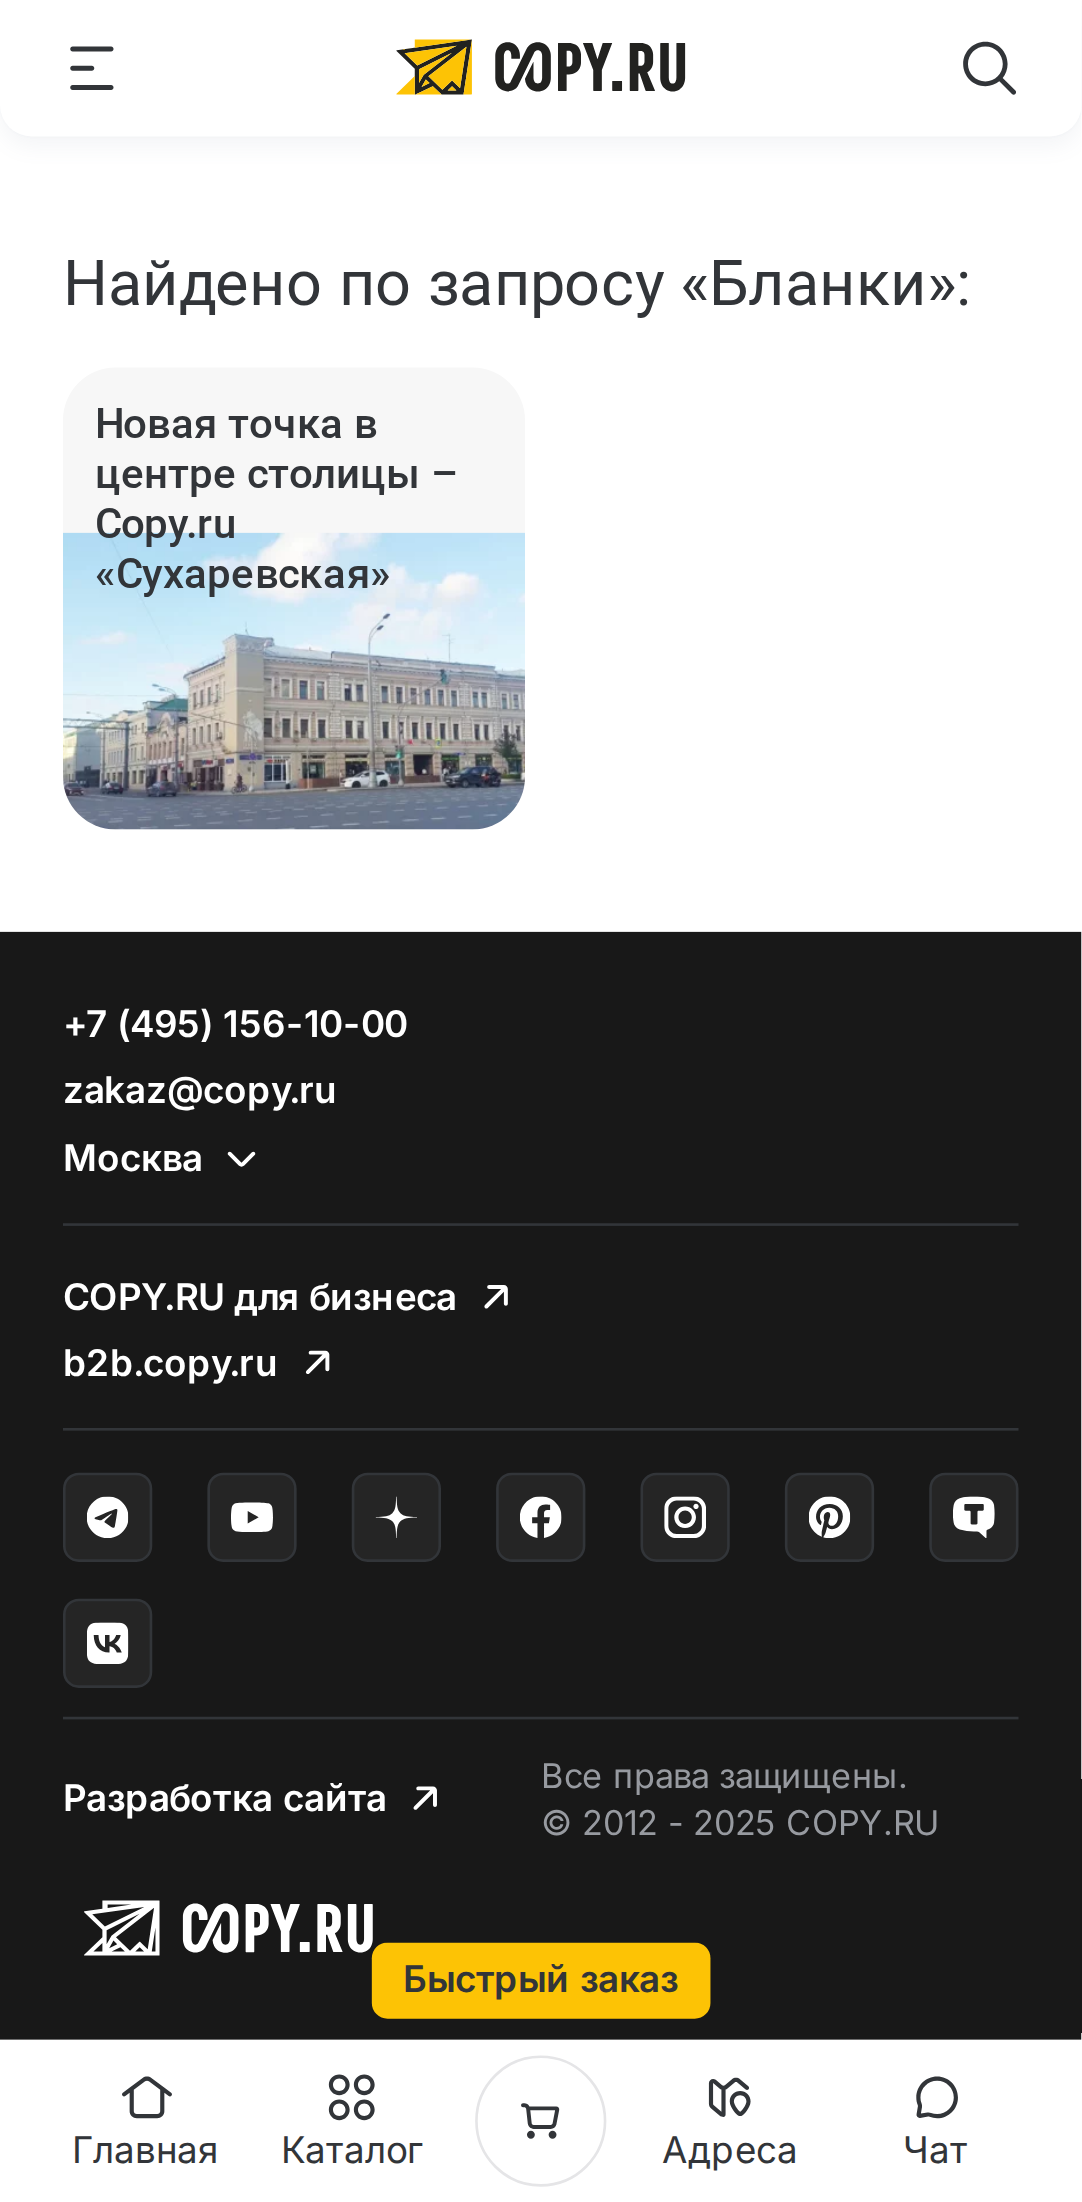 COPY.RU
Найдено по запросу «Бланки»:
Новая точка в
центре столицы –
Copy.ru
«Сухаревская»
+7 (495) 156-10-00
zakaz@copy.ru
Москва
COPY.RU для бизнеса
b2b.copy.ru
Разработка сайта
Все права защищены.
© 2012 - 2025 COPY.RU
COPY.RU
Быстрый заказ
Главная
Каталог
Адреса
Чат